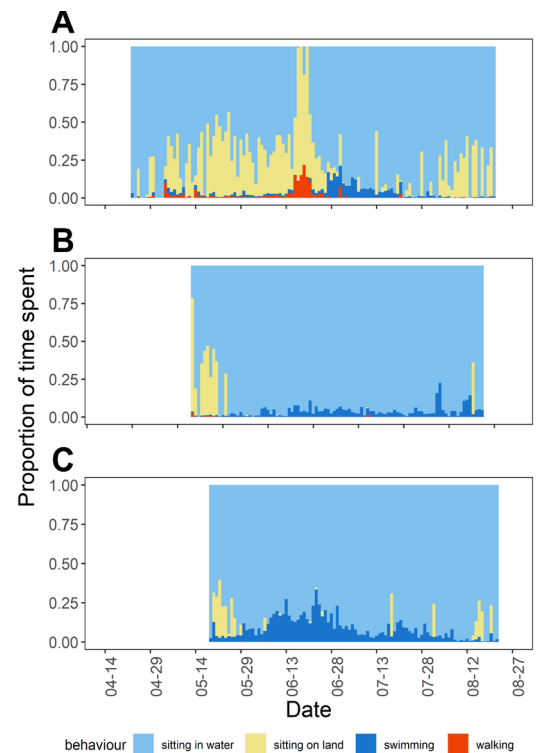 A
1.00
0.75
0.50
0.25
0.00
B
1.00
0.75
0.50
0.25
0.00
C
1.00
0.75
0.50
0.25
0.00
Proportion of time spent
04-14 04-29 05-14 05-29 06-13 06-28 07-13 07-28 08-12 08-27
Date
behaviour sitting in water sitting on land swimming walking